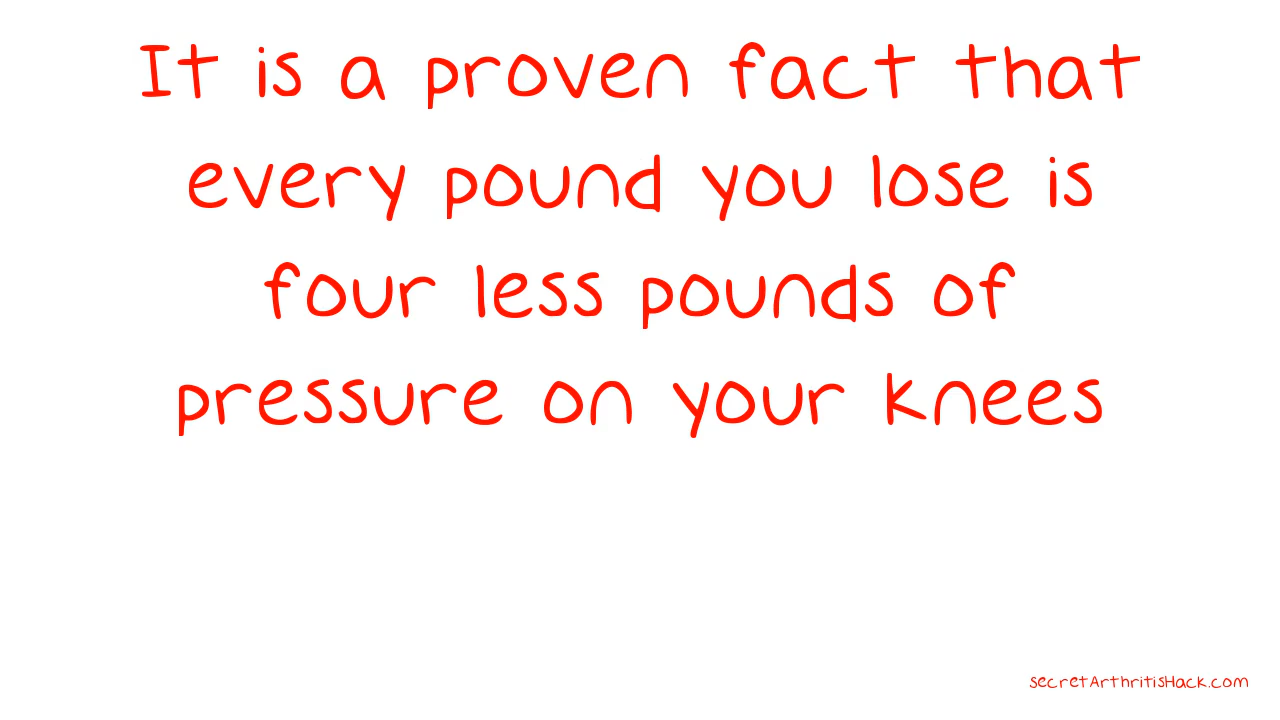 It is a proven fact that
every pound you lose is
four less pounds of
pressure on your knees
secretArthritisHack.com